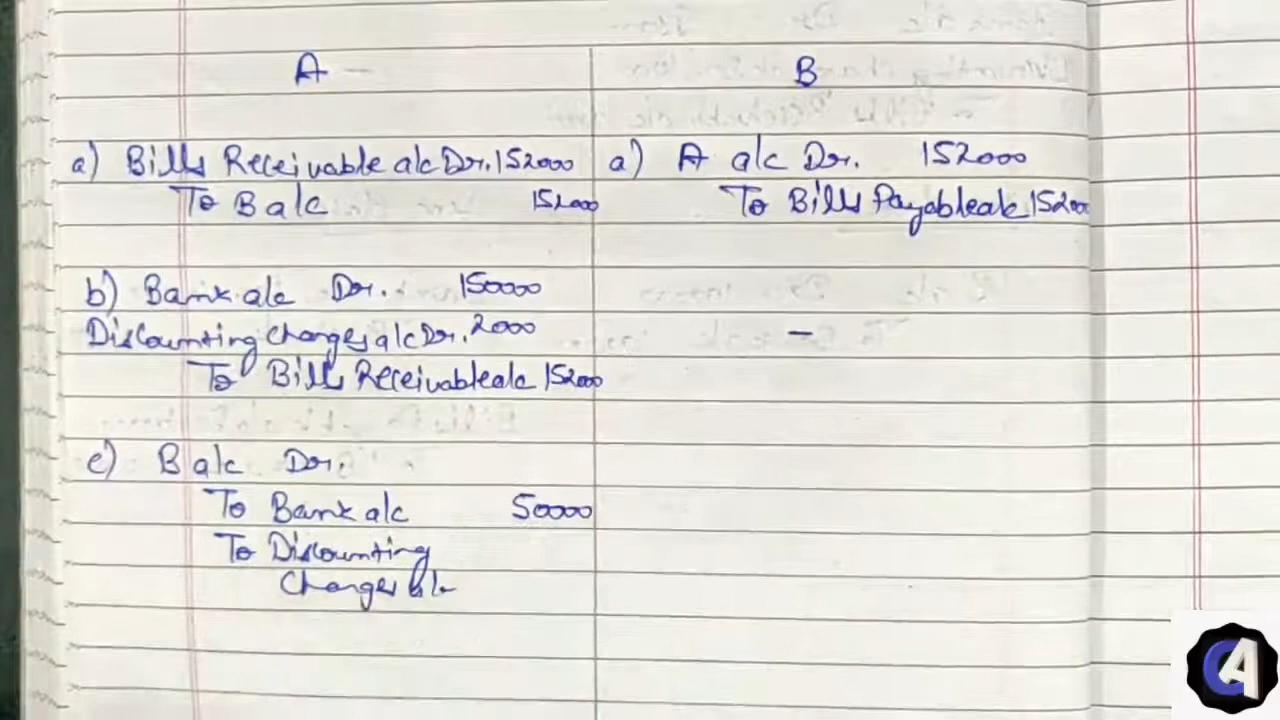 A - B
a) Bills Receivable a/c Dr. 152000 a) A a/c Dr. 152000
To B a/c 152000 To Bills Payable a/c 152000
b) Bank a/c Dr. 150000
Discounting Charges a/c Dr. 2000 -
To Bills Receivable a/c 152000
c) B a/c Dr.
To Bank a/c 50000
To Discounting
Charges a/c
CA